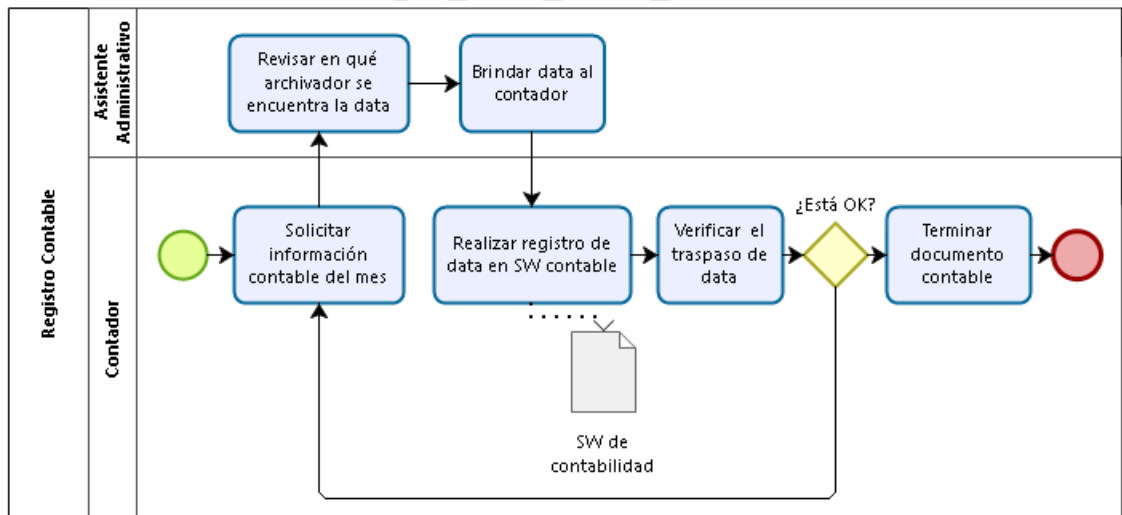 Registro Contable
Asistente
Administrativo
Revisar en qué
archivador se
encuentra la data
Brindar data al
contador
Contador
Solicitar
información
contable del mes
Realizar registro de
data en SW contable
Verificar el
traspaso de
data
¿Está OK?
Terminar
documento
contable
SW de
contabilidad